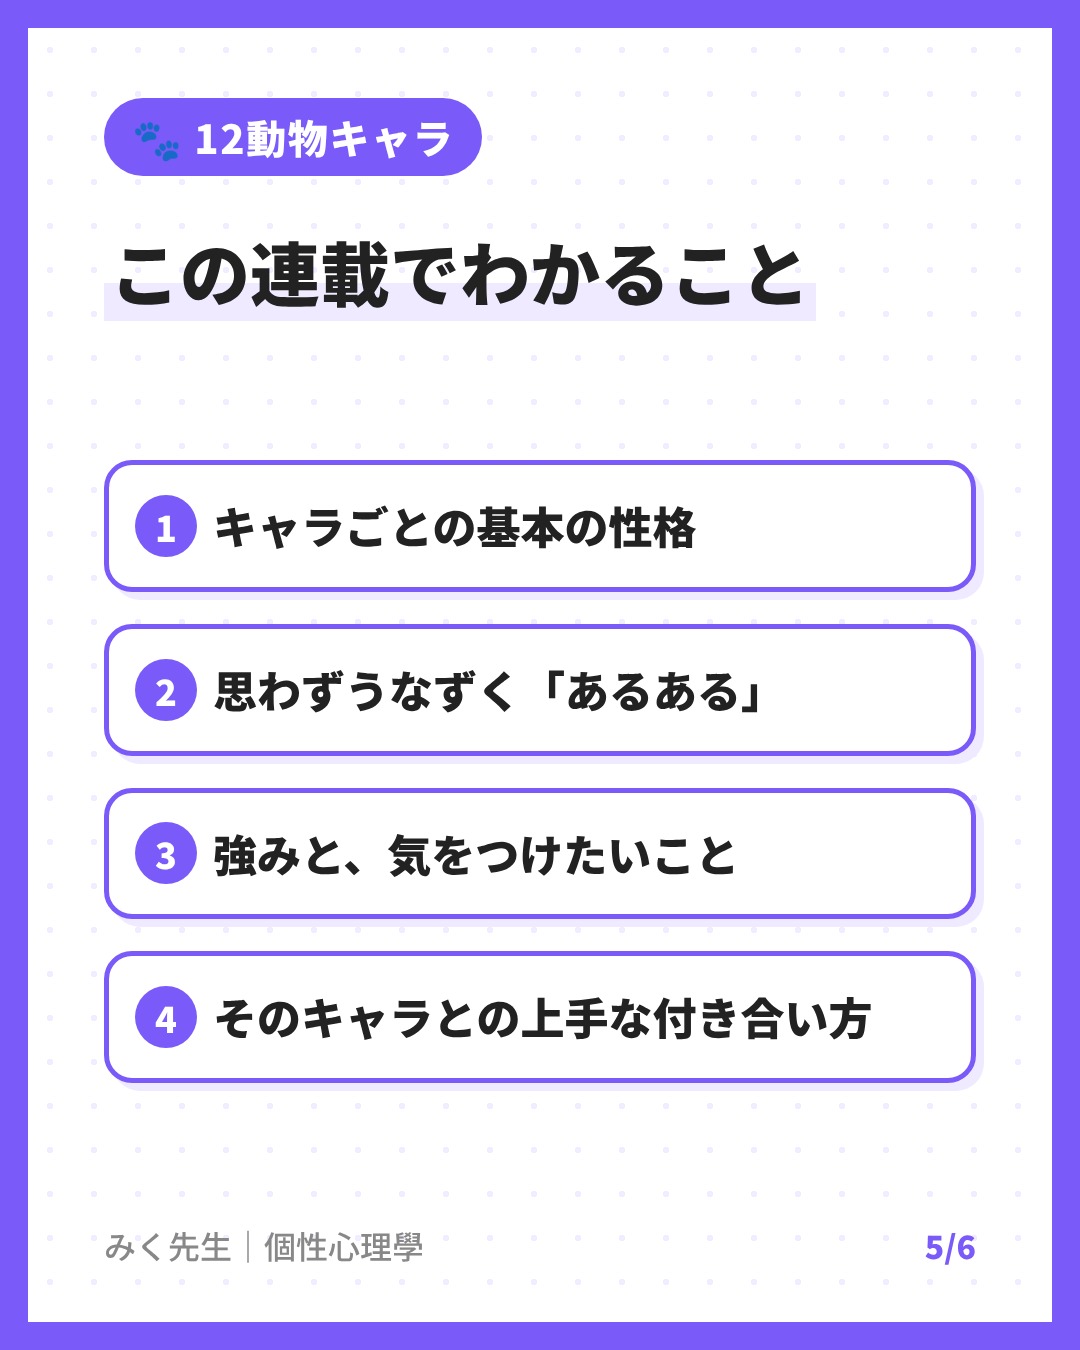 🐾 12動物キャラ
この連載でわかること
1 キャラごとの基本の性格
2 思わずうなずく「あるある」
3 強みと、気をつけたいこと
4 そのキャラとの上手な付き合い方
みく先生｜個性心理學
5/6